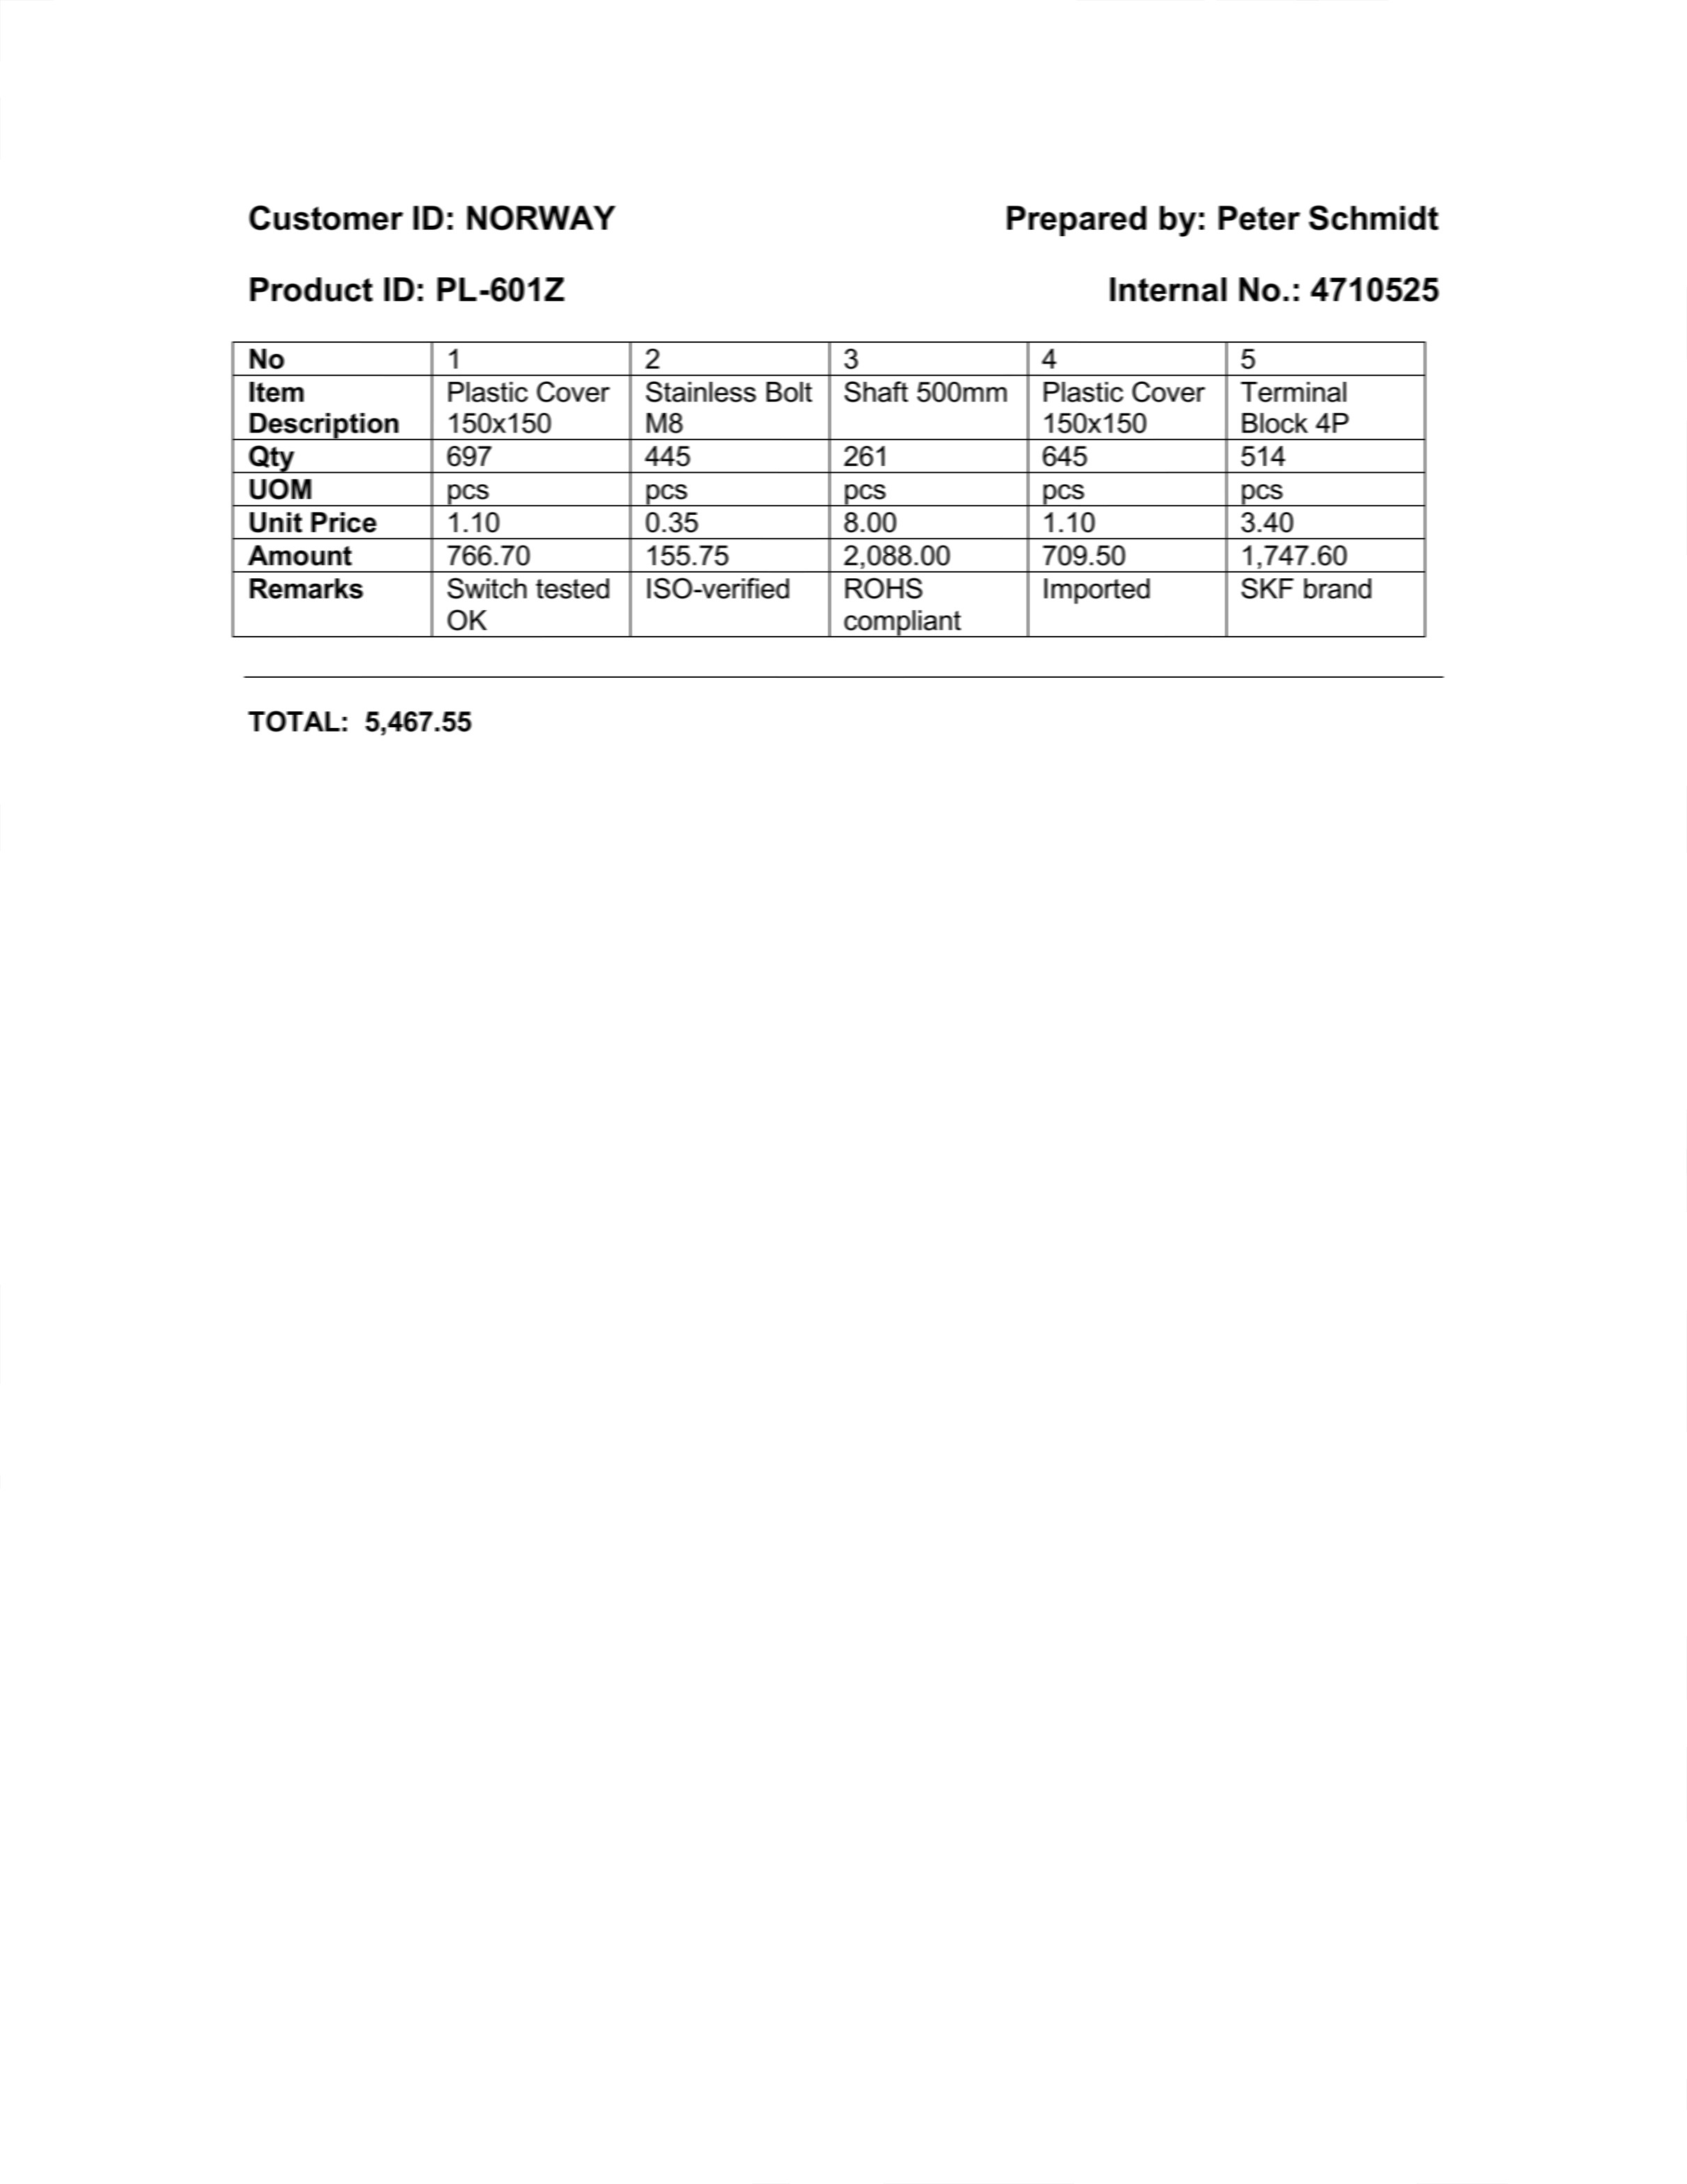 Customer ID: NORWAY Prepared by: Peter Schmidt
Product ID: PL-601Z Internal No.: 4710525
No 1 2 3 4 5
Item Plastic Cover Stainless Bolt Shaft 500mm Plastic Cover Terminal
Description 150x150 M8 150x150 Block 4P
Qty 697 445 261 645 514
UOM pcs pcs pcs pcs pcs
Unit Price 1.10 0.35 8.00 1.10 3.40
Amount 766.70 155.75 2,088.00 709.50 1,747.60
Remarks Switch tested ISO-verified ROHS Imported SKF brand
OK compliant
TOTAL: 5,467.55